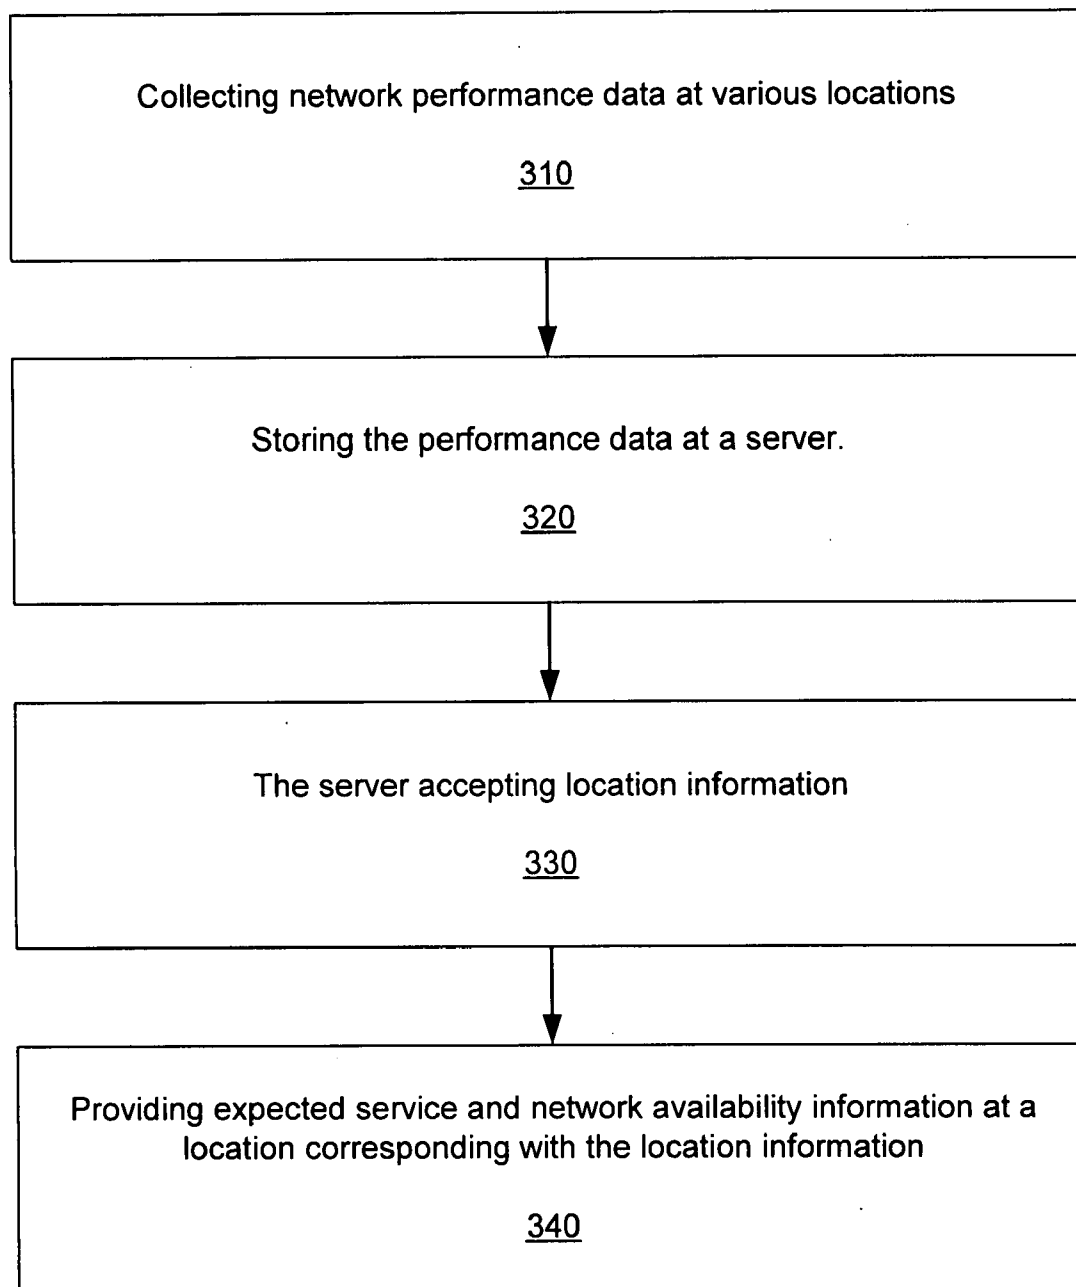 Collecting network performance data at various locations
310
Storing the performance data at a server.
320
The server accepting location information
330
Providing expected service and network availability information at a
location corresponding with the location information
340